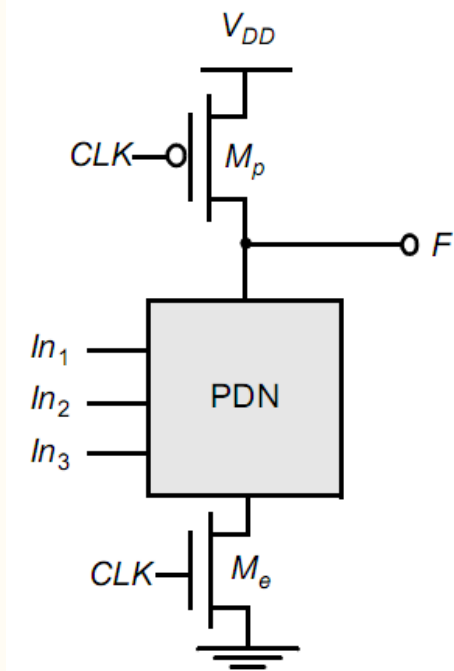 V_DD
CLK
M_p
F
In_1
In_2
PDN
In_3
CLK
M_e